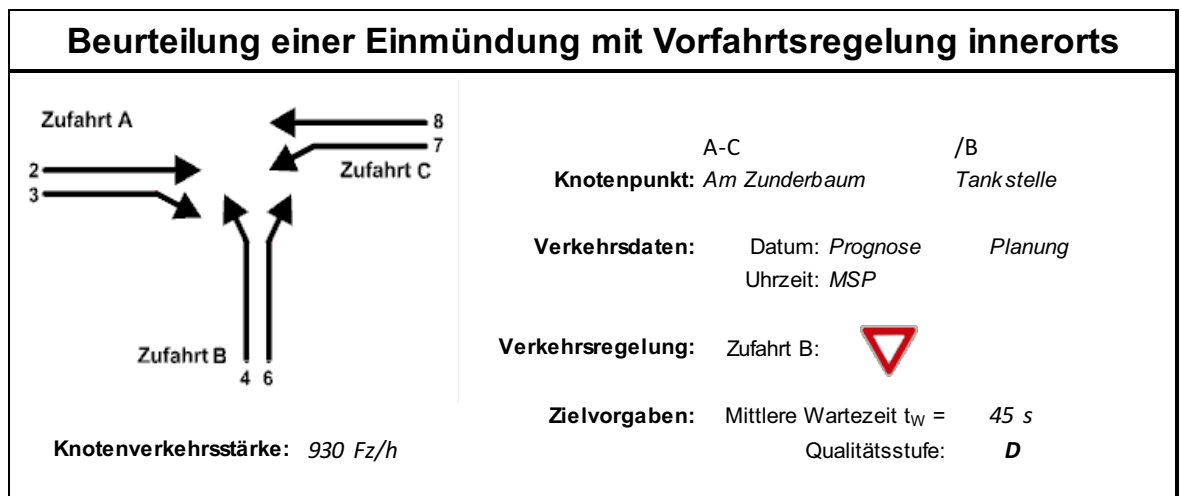 Beurteilung einer Einmündung mit Vorfahrtsregelung innerorts
Zufahrt A
8
7
Zufahrt C
2
3
Zufahrt B
4 6
Knotenverkehrsstärke: 930 Fz/h
A-C /B
Knotenpunkt: Am Zunderbaum Tankstelle
Verkehrsdaten: Datum: Prognose Planung
Uhrzeit: MSP
Verkehrsregelung: Zufahrt B:
Zielvorgaben: Mittlere Wartezeit tW = 45 s
Qualitätsstufe: D